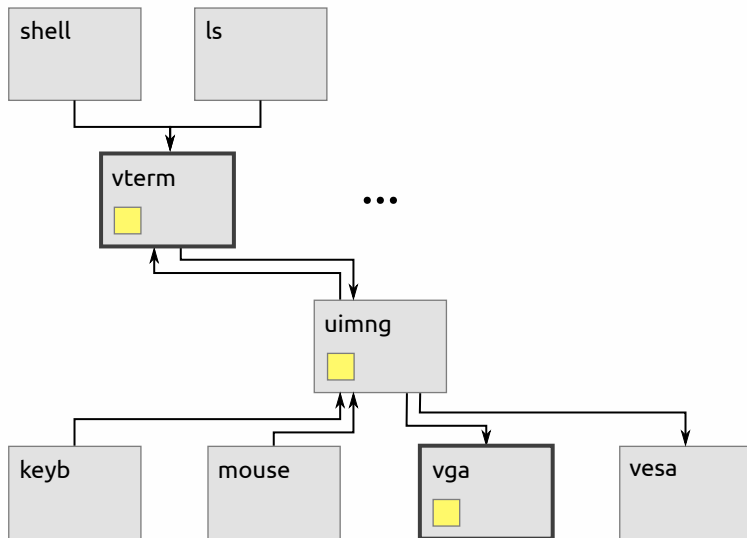 shell
ls
vterm
...
uimng
keyb
mouse
vga
vesa